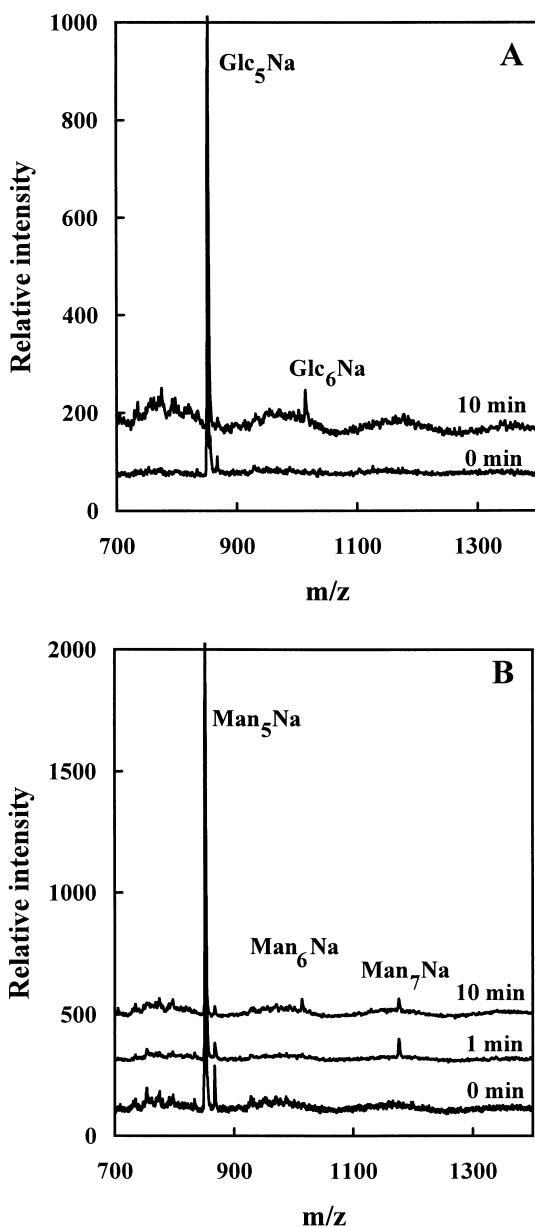 A
1000
800
600
400
200
0
Relative intensity
Glc5Na
Glc6Na
10 min
0 min
700 900 1100 1300
m/z
B
2000
1500
1000
500
0
Relative intensity
Man5Na
Man6Na
Man7Na
10 min
1 min
0 min
700 900 1100 1300
m/z